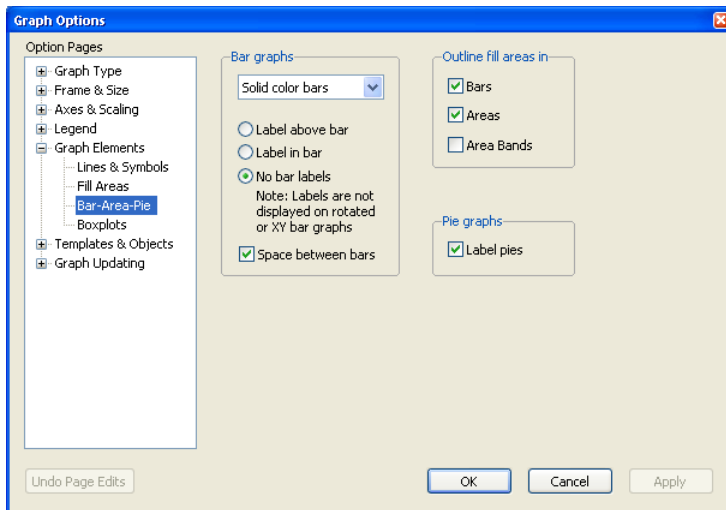 Graph Options
Option Pages
Graph Type
Frame & Size
Axes & Scaling
Legend
Graph Elements
Lines & Symbols
Fill Areas
Bar-Area-Pie
Boxplots
Templates & Objects
Graph Updating
Bar graphs
Solid color bars
Label above bar
Label in bar
No bar labels
Note: Labels are not
displayed on rotated
or XY bar graphs
Space between bars
Outline fill areas in
Bars
Areas
Area Bands
Pie graphs
Label pies
Undo Page Edits
OK
Cancel
Apply